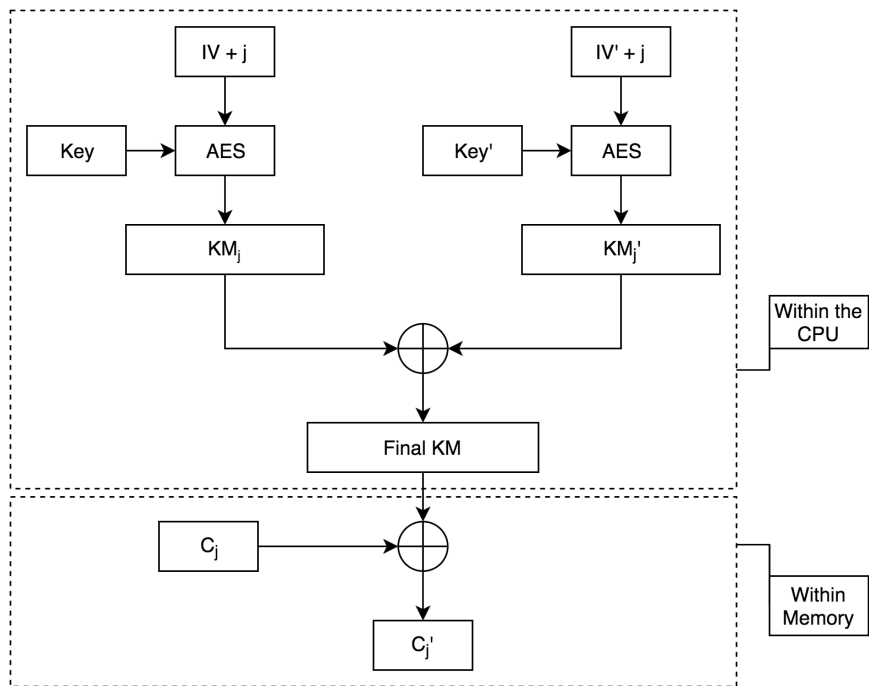 IV + j
IV' + j
Key
AES
Key'
AES
KMⱼ
KMⱼ'
Within the
CPU
Final KM
Cⱼ
Within
Memory
Cⱼ'